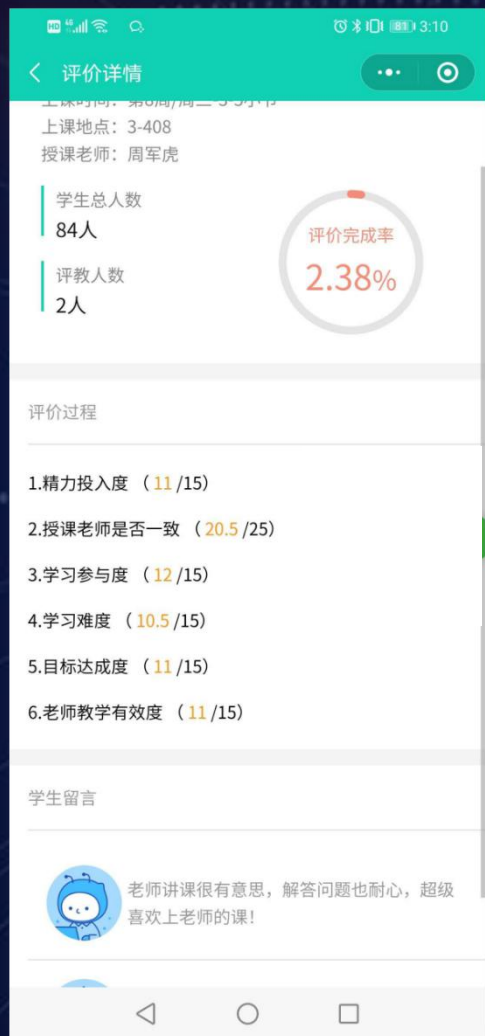 HD 46 81 3:10
评价详情
上课地点：3-408
授课老师：周军虎
学生总人数
84人
评教人数
2人
评价完成率
2.38%
评价过程
1.精力投入度 （11/15）
2.授课老师是否一致 （20.5/25）
3.学习参与度 （12/15）
4.学习难度 （10.5/15）
5.目标达成度 （11/15）
6.老师教学有效度 （11/15）
学生留言
老师讲课很有意思，解答问题也耐心，超级
喜欢上老师的课！